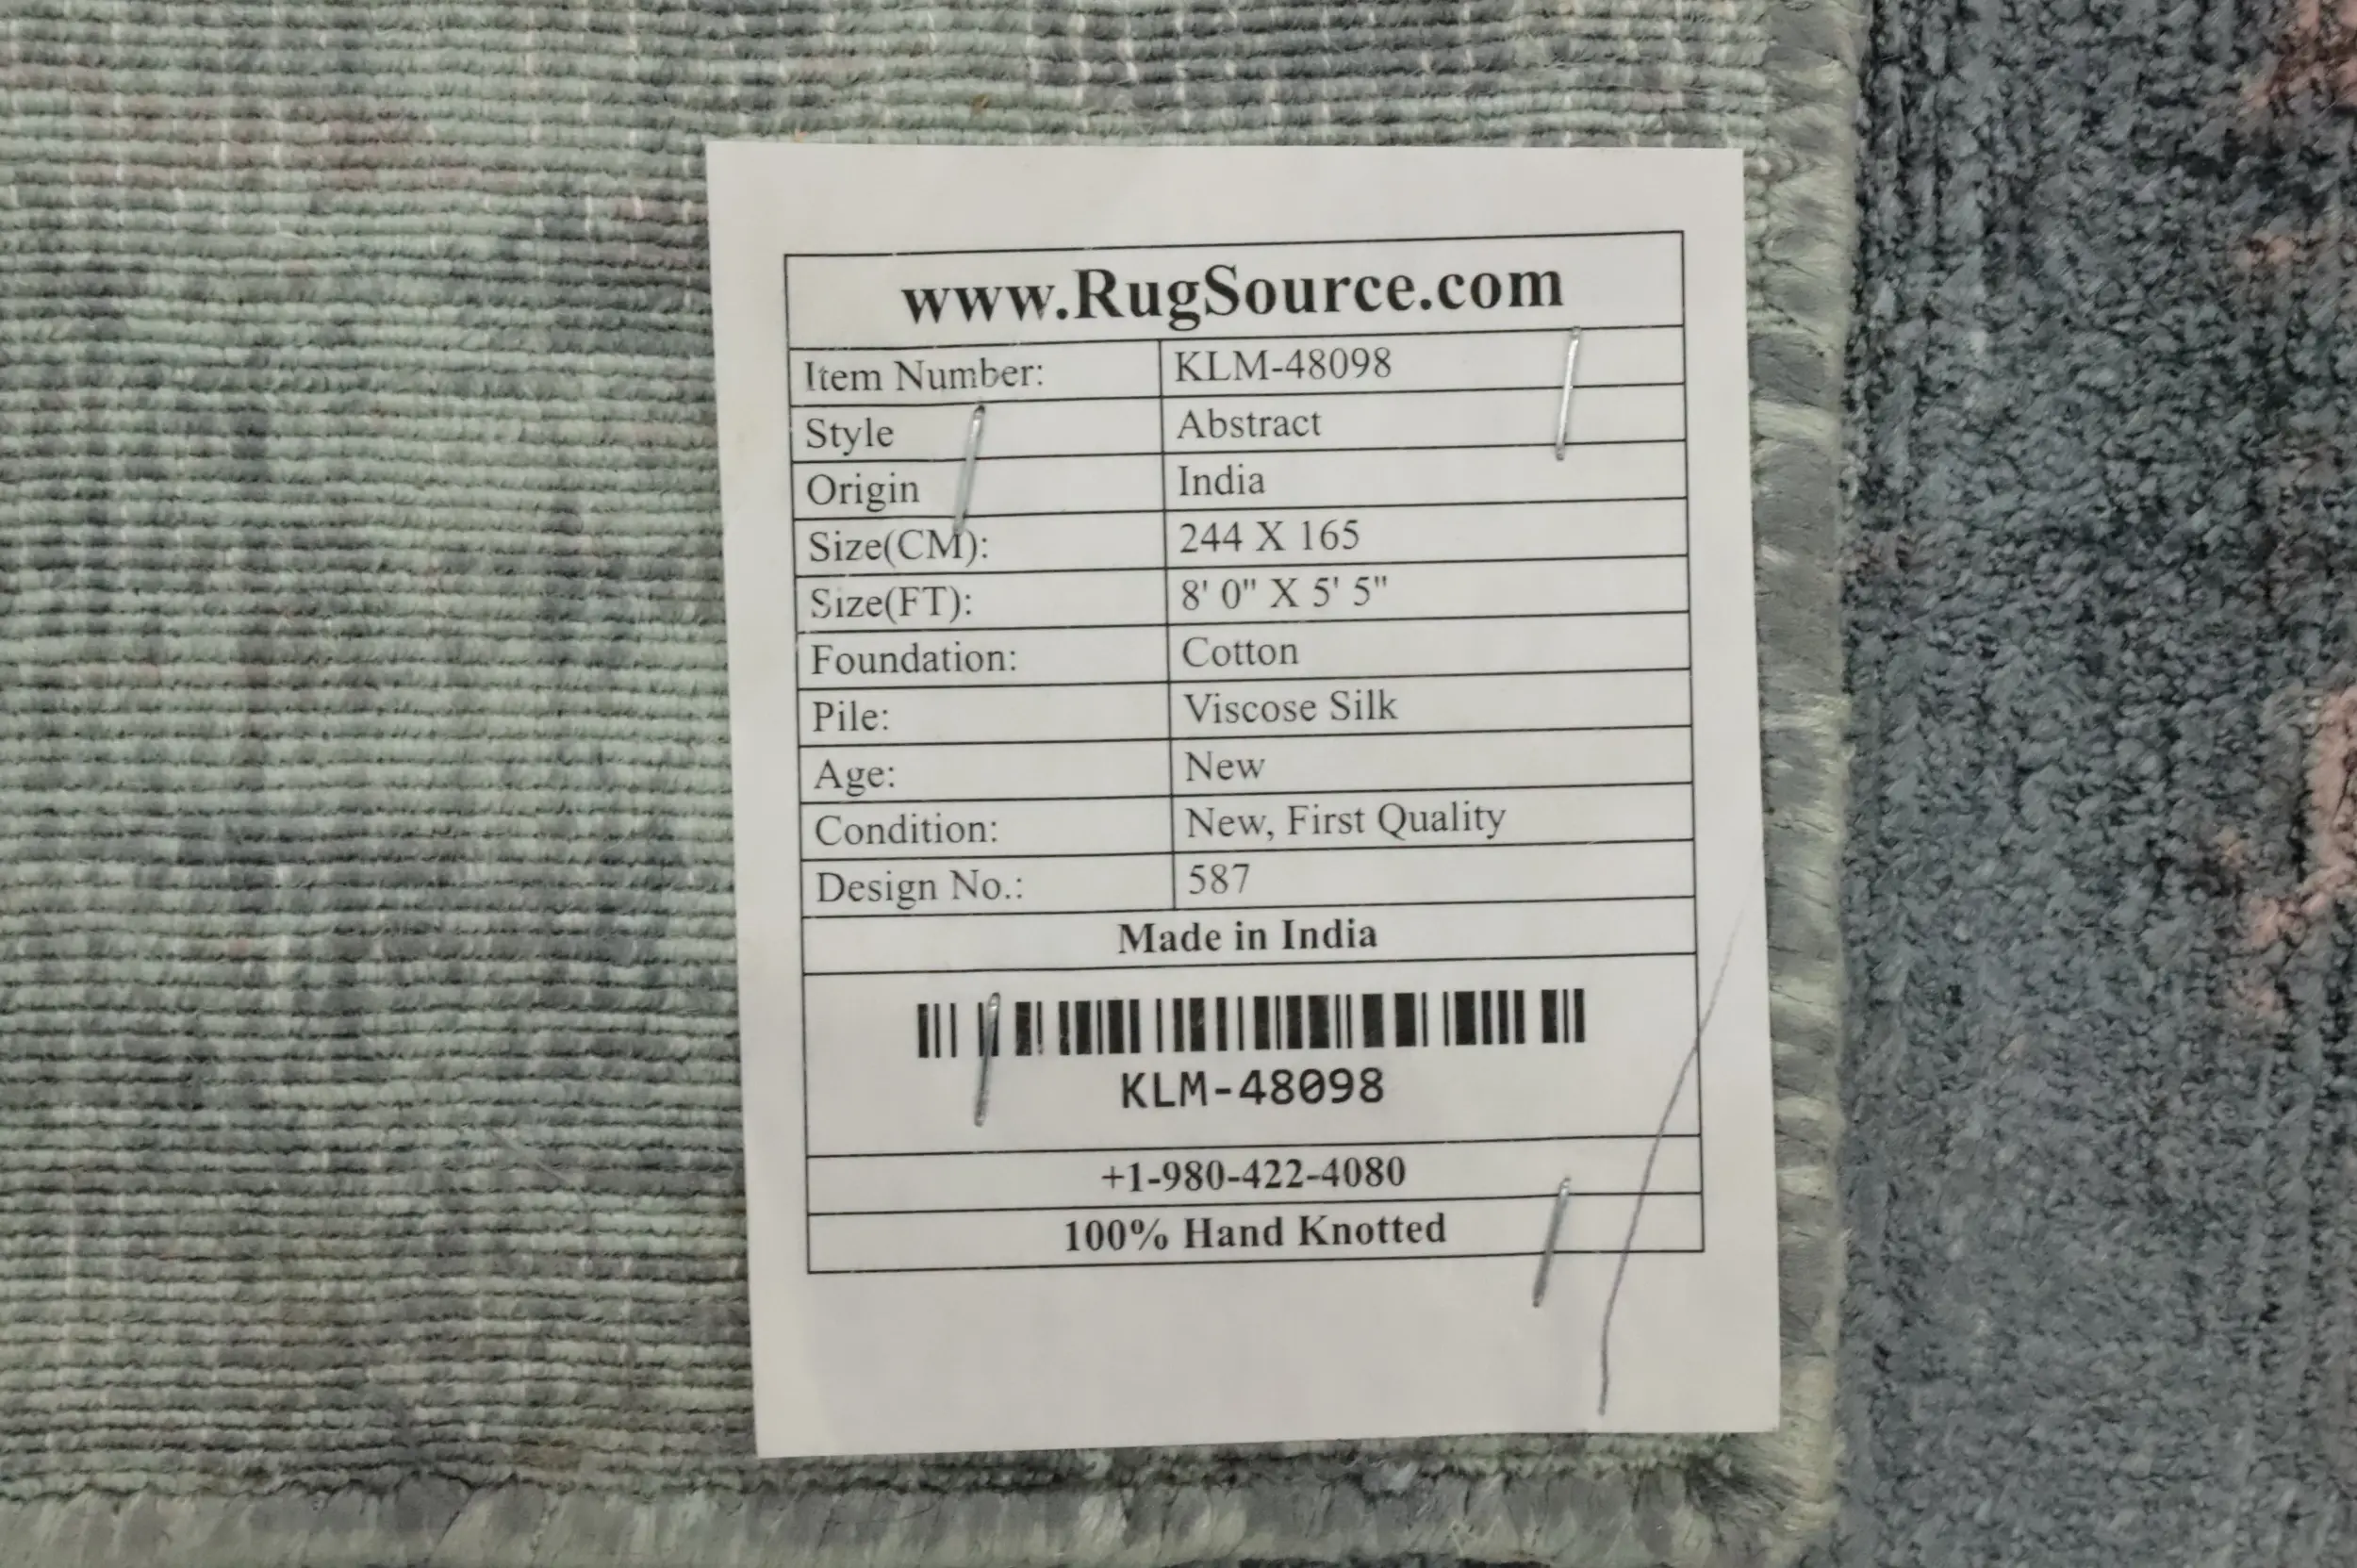 www.RugSource.com
Item Number: KLM-48098
Style Abstract
Origin India
Size(CM): 244 X 165
Size(FT): 8' 0" X 5' 5"
Foundation: Cotton
Pile: Viscose Silk
Age: New
Condition: New, First Quality
Design No.: 587
Made in India
KLM-48098
+1-980-422-4080
100% Hand Knotted